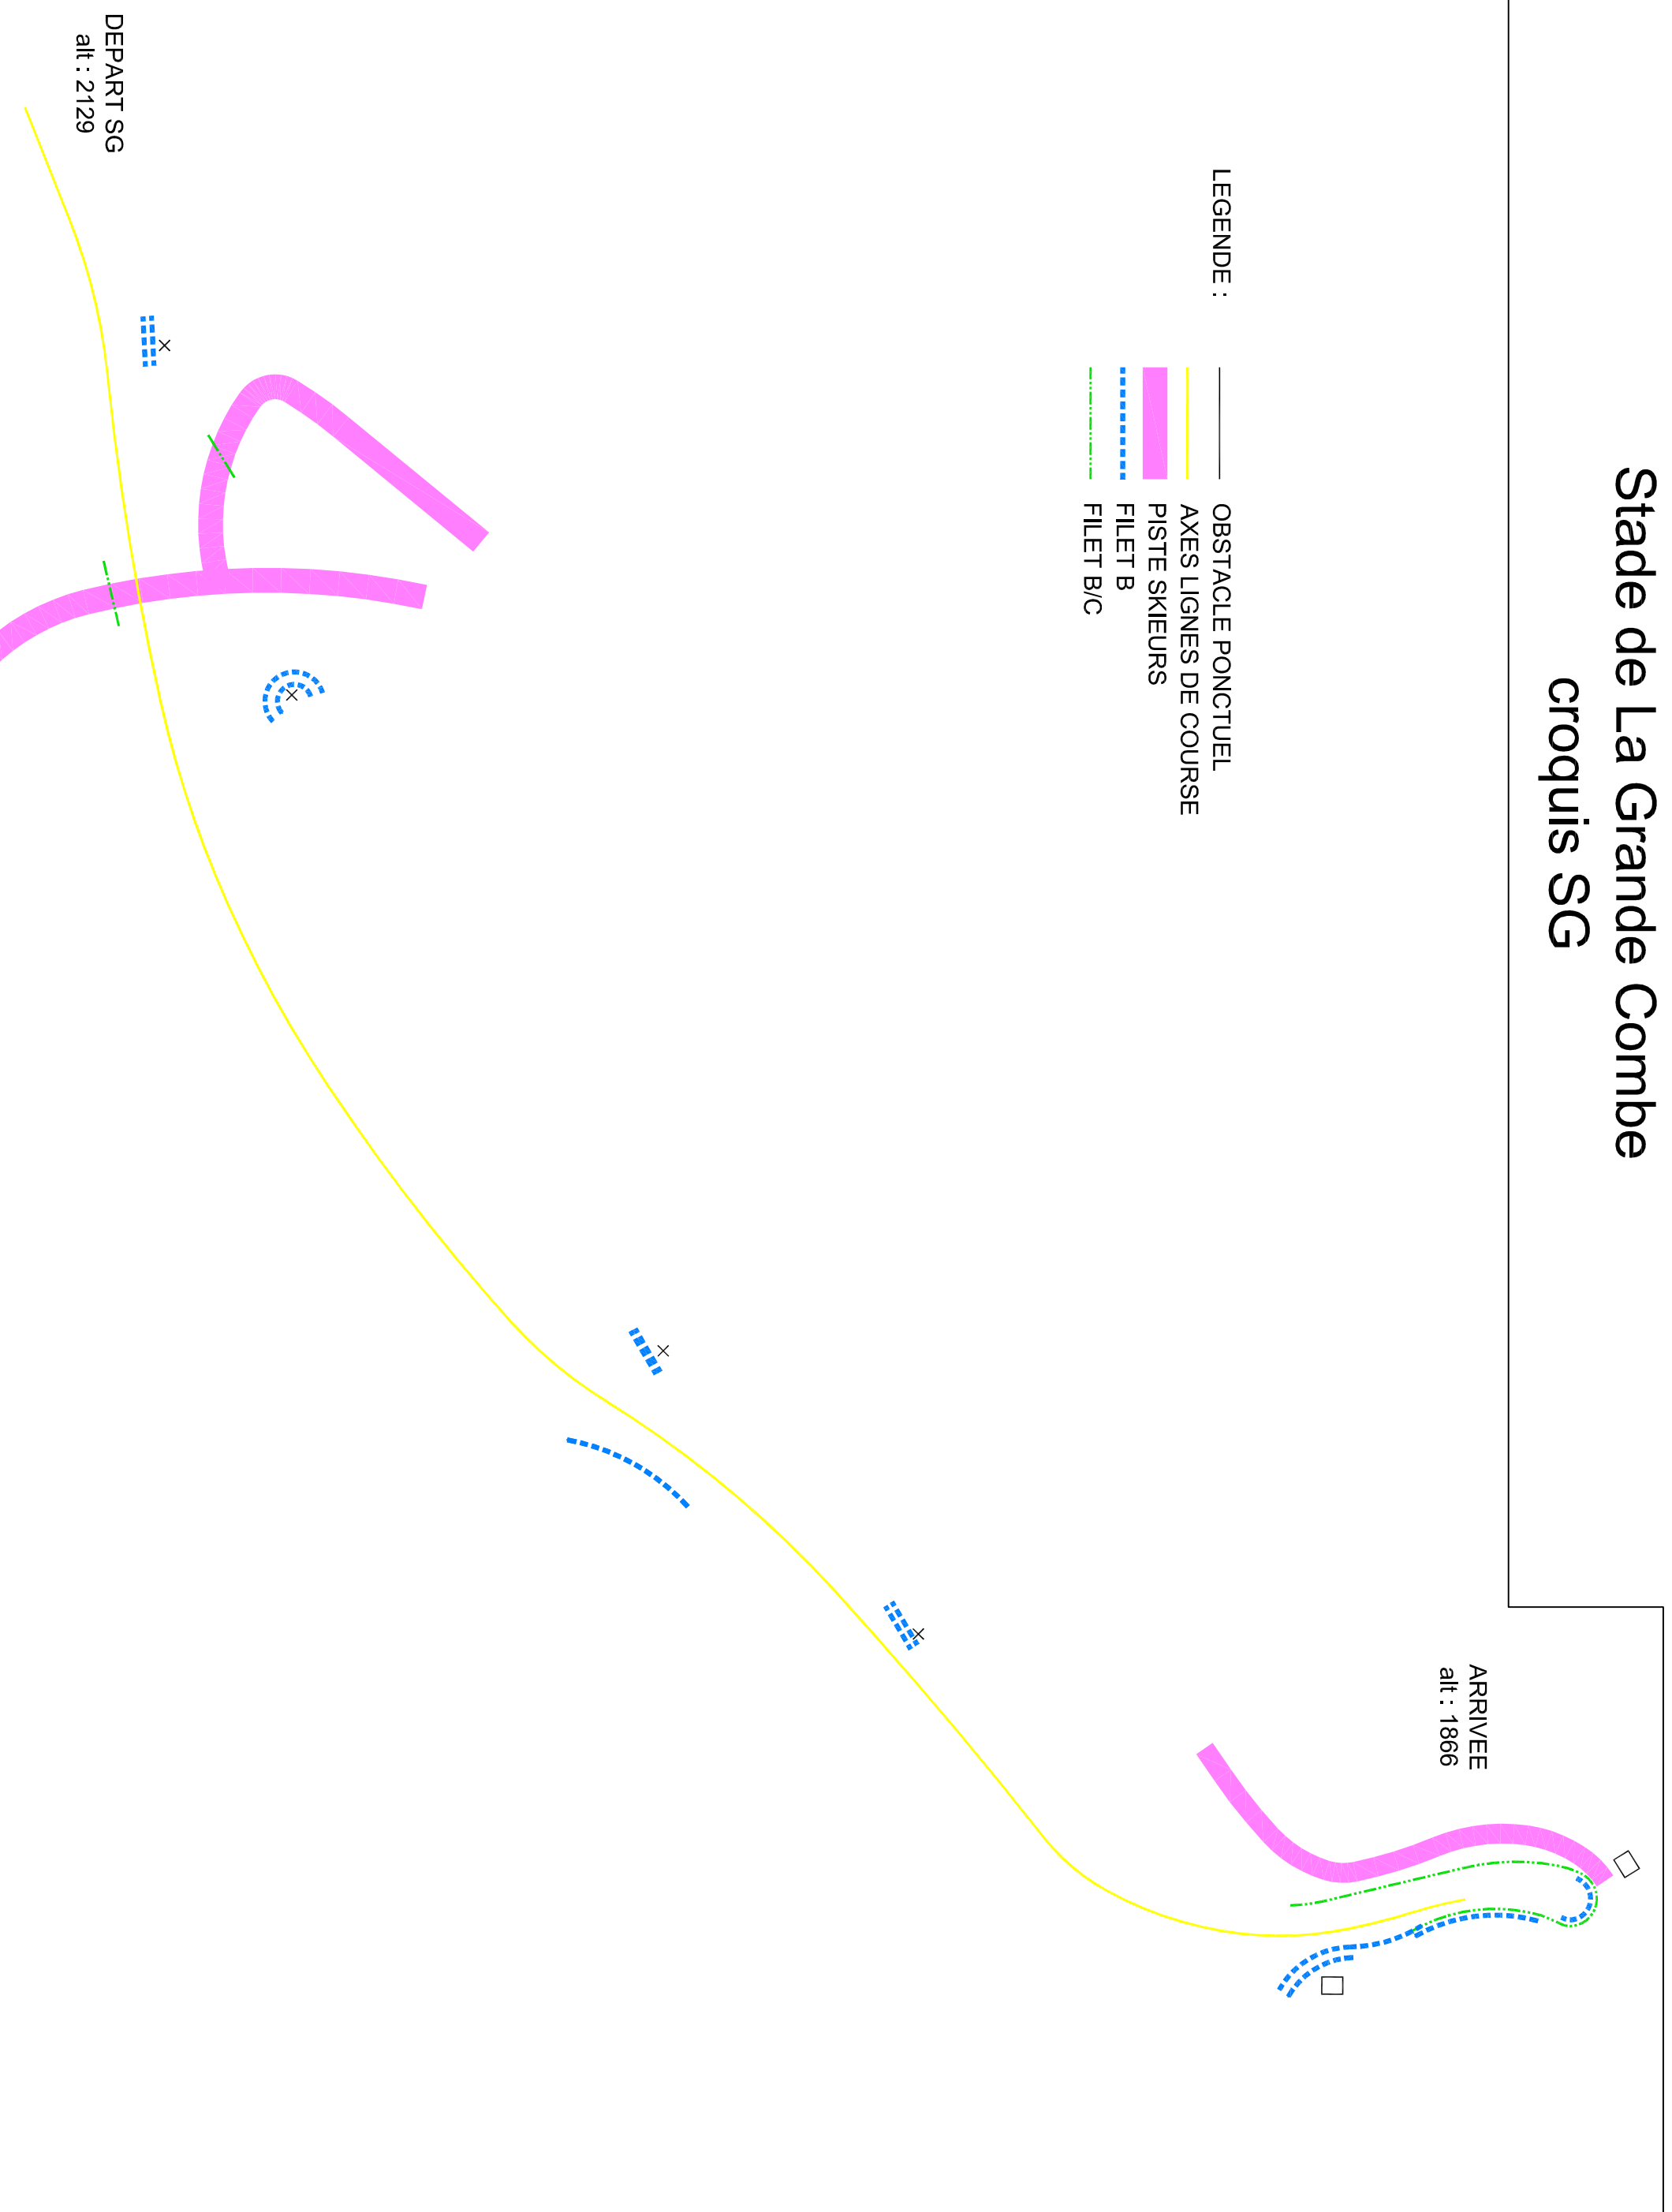 Stade de La Grande Combe
croquis SG
LEGENDE :
OBSTACLE PONCTUEL
AXES LIGNES DE COURSE
PISTE SKIEURS
FILET B
FILET B/C
ARRIVEE
alt : 1866
DEPART SG
alt : 2129